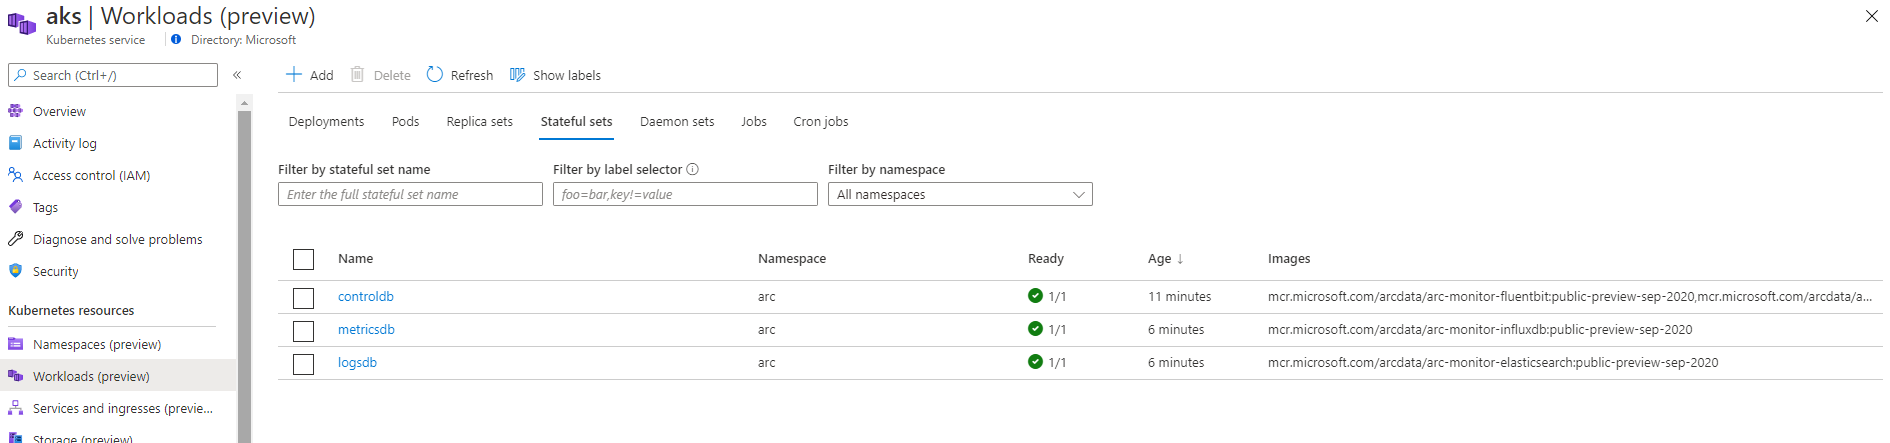 aks | Workloads (preview)
Kubernetes service
Directory: Microsoft
Search (Ctrl+/)
«
Add
Delete
Refresh
Show labels
Overview
Activity log
Access control (IAM)
Tags
Diagnose and solve problems
Security
Kubernetes resources
Namespaces (preview)
Workloads (preview)
Services and ingresses (previe...
Storage (preview)
Deployments Pods Replica sets Stateful sets Daemon sets Jobs Cron jobs
Filter by stateful set name Filter by label selector Filter by namespace
Enter the full stateful set name foo=bar,key!=value All namespaces
Name Namespace Ready Age ↓ Images
controldb arc 1/1 11 minutes mcr.microsoft.com/arcdata/arc-monitor-fluentbit:public-preview-sep-2020,mcr.microsoft.com/arcdata/a...
metricsdb arc 1/1 6 minutes mcr.microsoft.com/arcdata/arc-monitor-influxdb:public-preview-sep-2020
logsdb arc 1/1 6 minutes mcr.microsoft.com/arcdata/arc-monitor-elasticsearch:public-preview-sep-2020